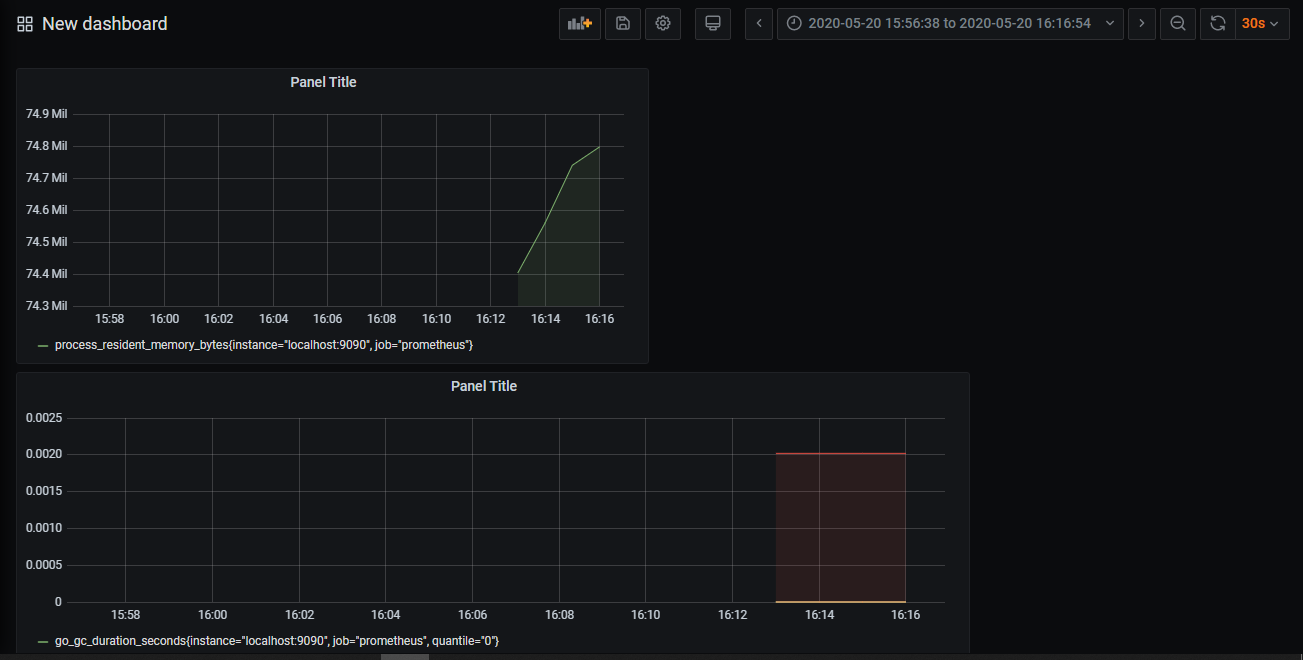 New dashboard
2020-05-20 15:56:38 to 2020-05-20 16:16:54
30s
Panel Title
74.9 Mil
74.8 Mil
74.7 Mil
74.6 Mil
74.5 Mil
74.4 Mil
74.3 Mil
15:58 16:00 16:02 16:04 16:06 16:08 16:10 16:12 16:14 16:16
process_resident_memory_bytes{instance="localhost:9090", job="prometheus"}
Panel Title
0.0025
0.0020
0.0015
0.0010
0.0005
0
15:58 16:00 16:02 16:04 16:06 16:08 16:10 16:12 16:14 16:16
go_gc_duration_seconds{instance="localhost:9090", job="prometheus", quantile="0"}